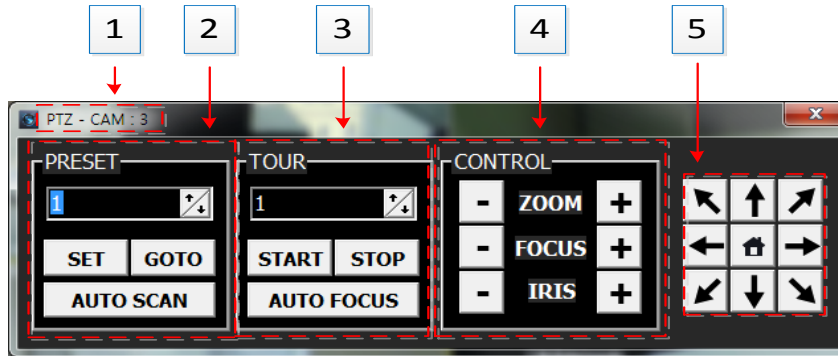 1 2 3 4 5
PTZ - CAM : 3
x
PRESET TOUR CONTROL
1 1 - ZOOM +
SET GOTO START STOP - FOCUS +
AUTO SCAN AUTO FOCUS - IRIS +